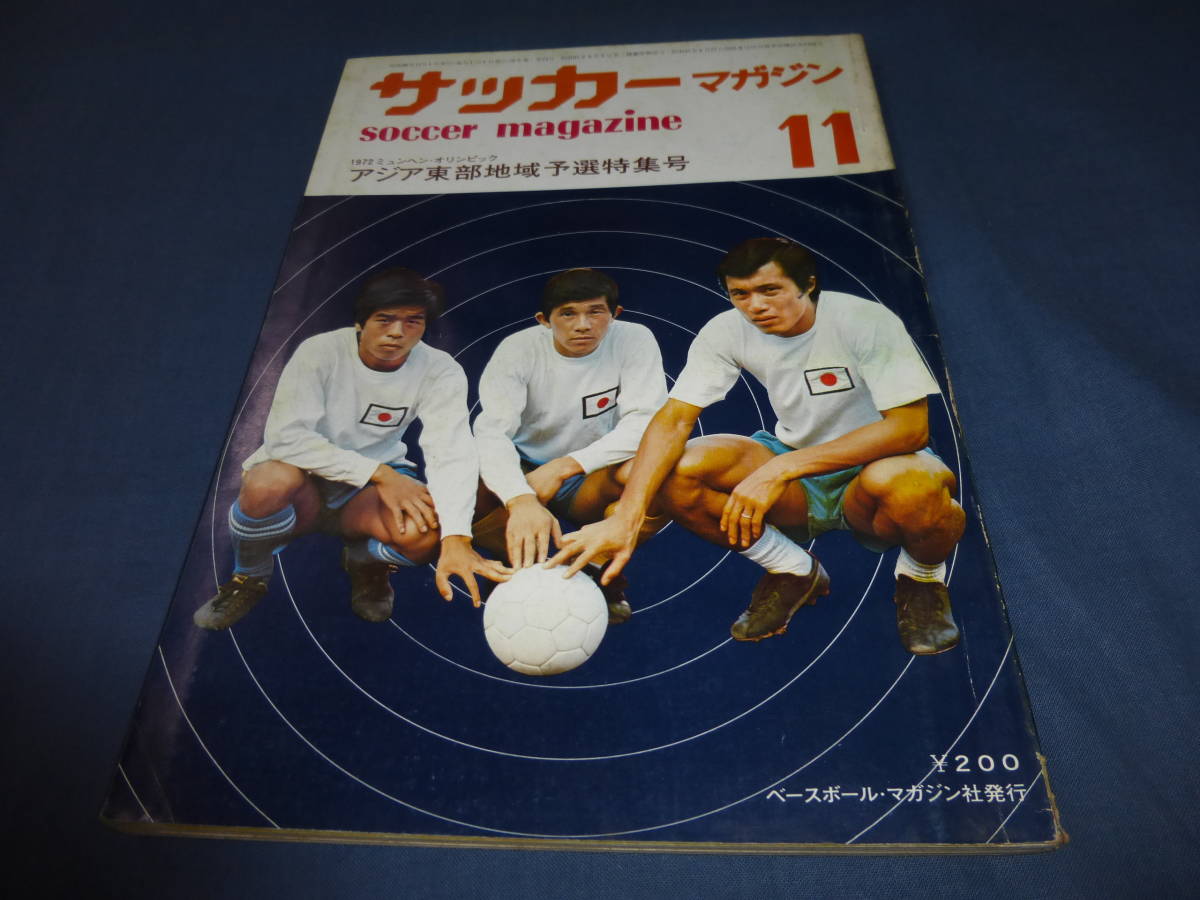 サッカーマガジン
soccer magazine
11
1972 ミュンヘン・オリンピック
アジア東部地域予選特集号
¥200
ベースボール・マガジン社発行